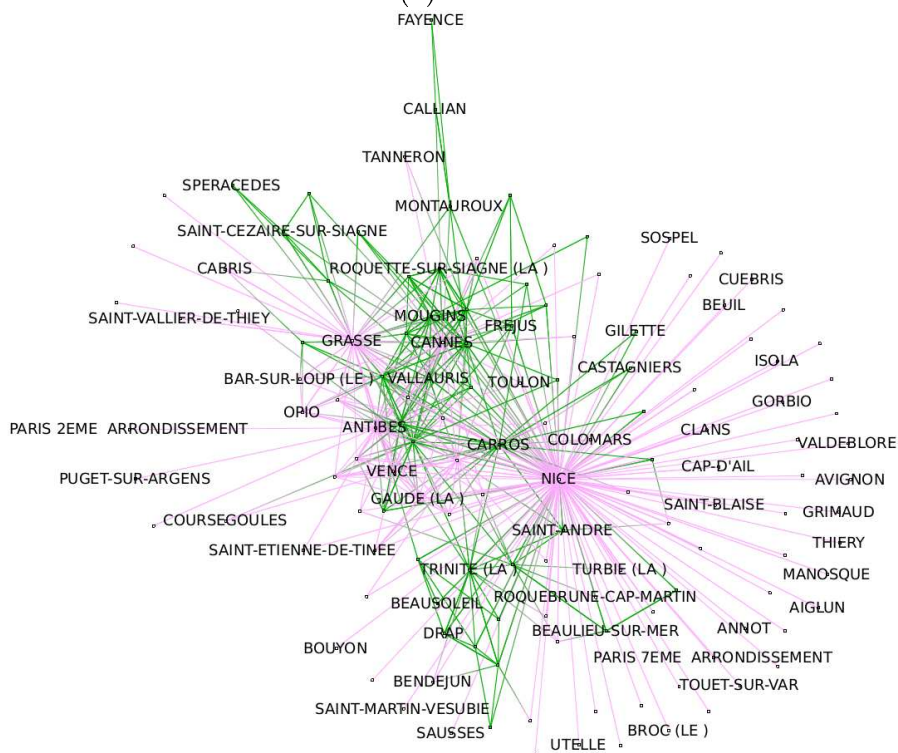 FAYENCE
CALLIAN
TANNERON
SPERACEDES
MONTAUROUX
SAINT-CEZAIRE-SUR-SIAGNE
SOSPEL
CABRIS
ROQUETTE-SUR-SIAGNE (LA )
CUEBRIS
BEUIL
SAINT-VALLIER-DE-THIEY
MOUGINS
FREJUS
GILETTE
GRASSE
CANNES
ISOLA
CASTAGNIERS
BAR-SUR-LOUP (LE )
VALLAURIS
TOULON
GORBIO
OPIO
PARIS 2EME ARRONDISSEMENT
ANTIBES
CLANS
CARROS
COLOMARS
VALDEBLORE
CAP-D'AIL
VENCE
PUGET-SUR-ARGENS
NICE
AVIGNON
GAUDE (LA )
SAINT-BLAISE
GRIMAUD
COURSEGOULES
SAINT-ANDRE
THIERY
SAINT-ETIENNE-DE-TINEE
TRINITE (LA )
TURBIE (LA )
MANOSQUE
ROQUEBRUNE-CAP-MARTIN
BEAUSOLEIL
AIGLUN
DRAP
BEAULIEU-SUR-MER
ANNOT
BOUYON
PARIS 7EME ARRONDISSEMENT
BENDEJUN
TOUET-SUR-VAR
SAINT-MARTIN-VESUBIE
SAUSSES
BROC (LE )
UTELLE